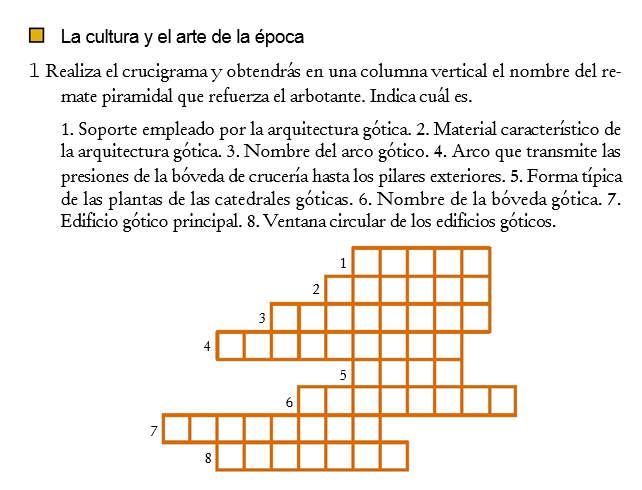 La cultura y el arte de la época
1 Realiza el crucigrama y obtendrás en una columna vertical el nombre del re-
mate piramidal que refuerza el arbotante. Indica cuál es.
1. Soporte empleado por la arquitectura gótica. 2. Material característico de
la arquitectura gótica. 3. Nombre del arco gótico. 4. Arco que transmite las
presiones de la bóveda de crucería hasta los pilares exteriores. 5. Forma típica
de las plantas de las catedrales góticas. 6. Nombre de la bóveda gótica. 7.
Edificio gótico principal. 8. Ventana circular de los edificios góticos.
1
2
3
4
5
6
7
8